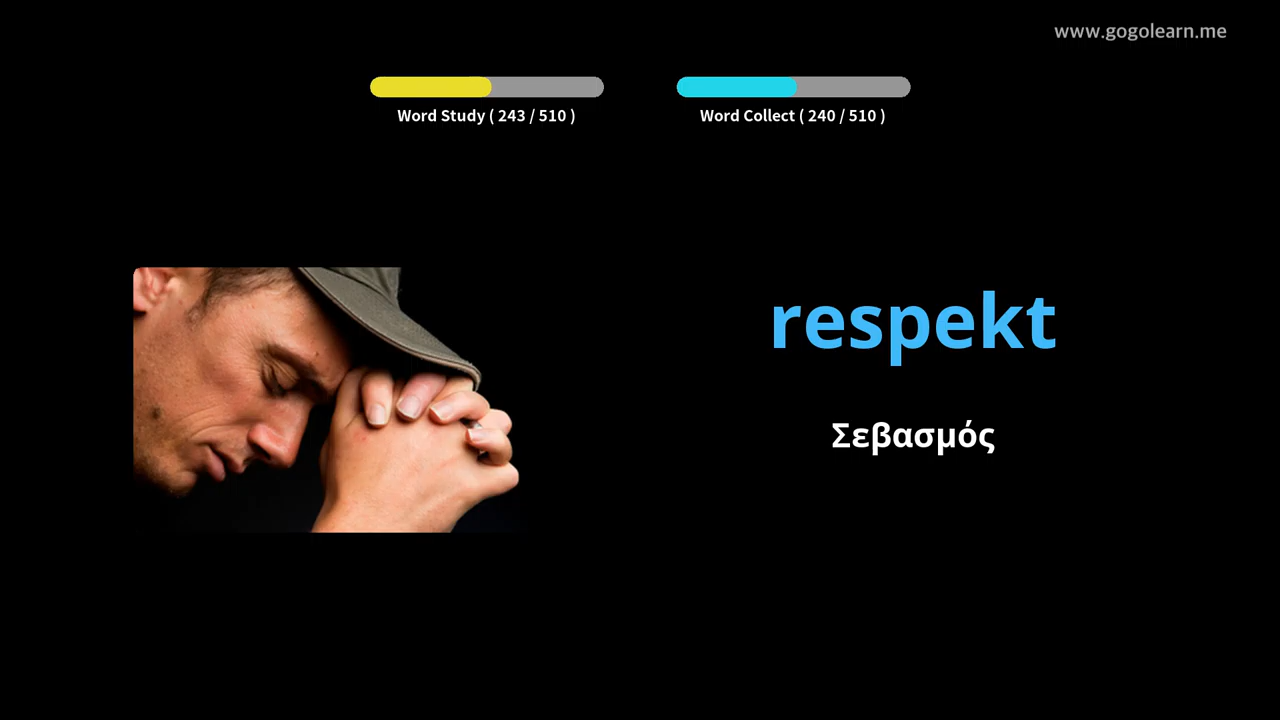 www.gogolearn.me
Word Study ( 243 / 510 )
Word Collect ( 240 / 510 )
respekt
Σεβασμός